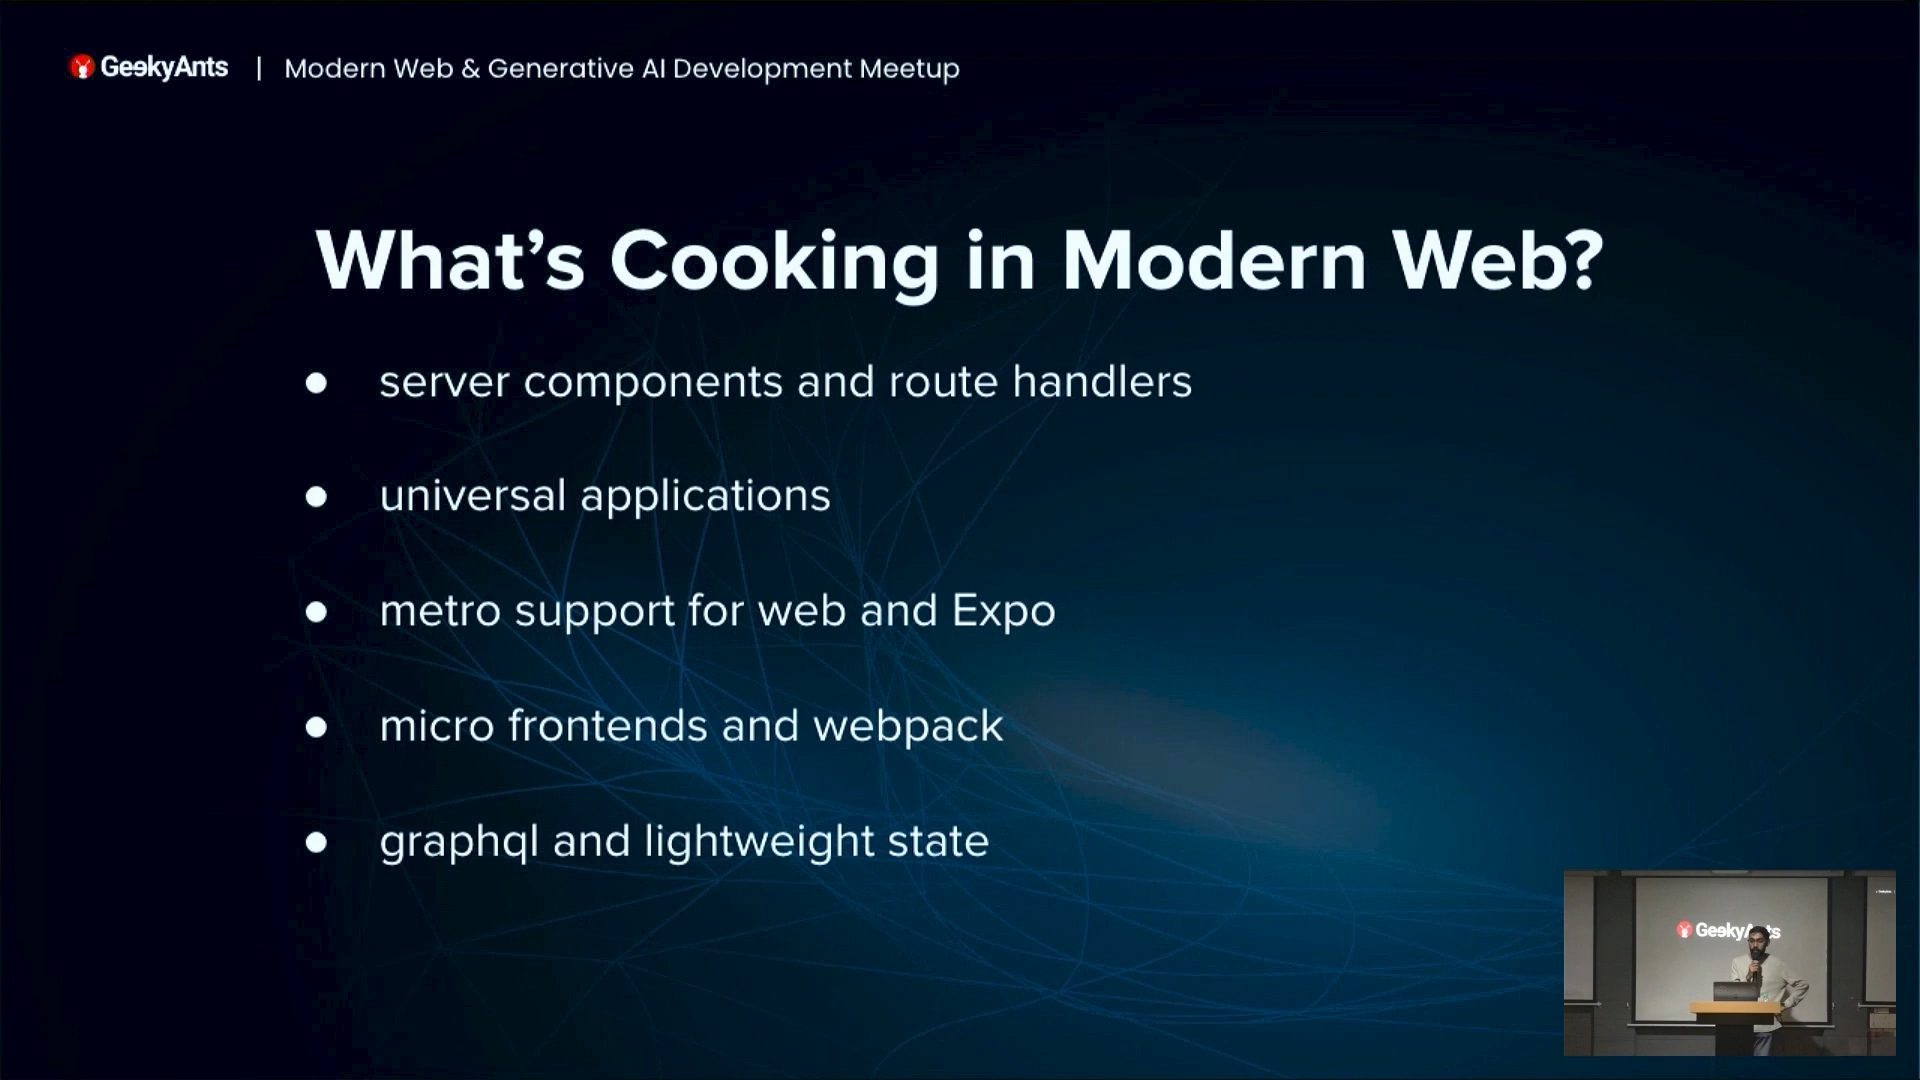 GeekyAnts | Modern Web & Generative AI Development Meetup
What's Cooking in Modern Web?
● server components and route handlers
● universal applications
● metro support for web and Expo
● micro frontends and webpack
● graphql and lightweight state